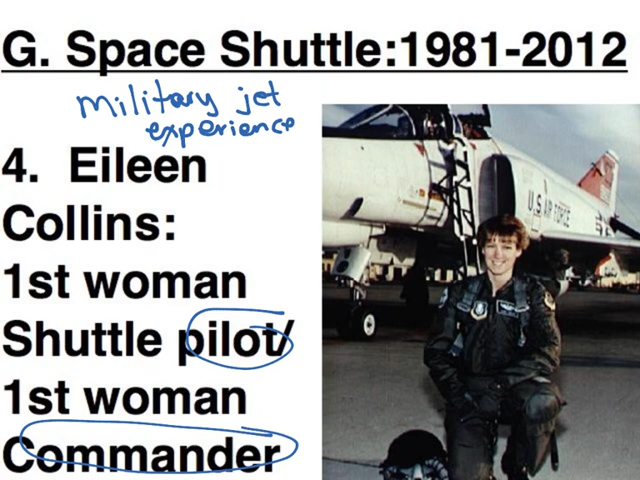 G. Space Shuttle:1981-2012
military jet
experience
4. Eileen
Collins:
1st woman
Shuttle pilot/
1st woman
Commander
U.S. AIR FORCE